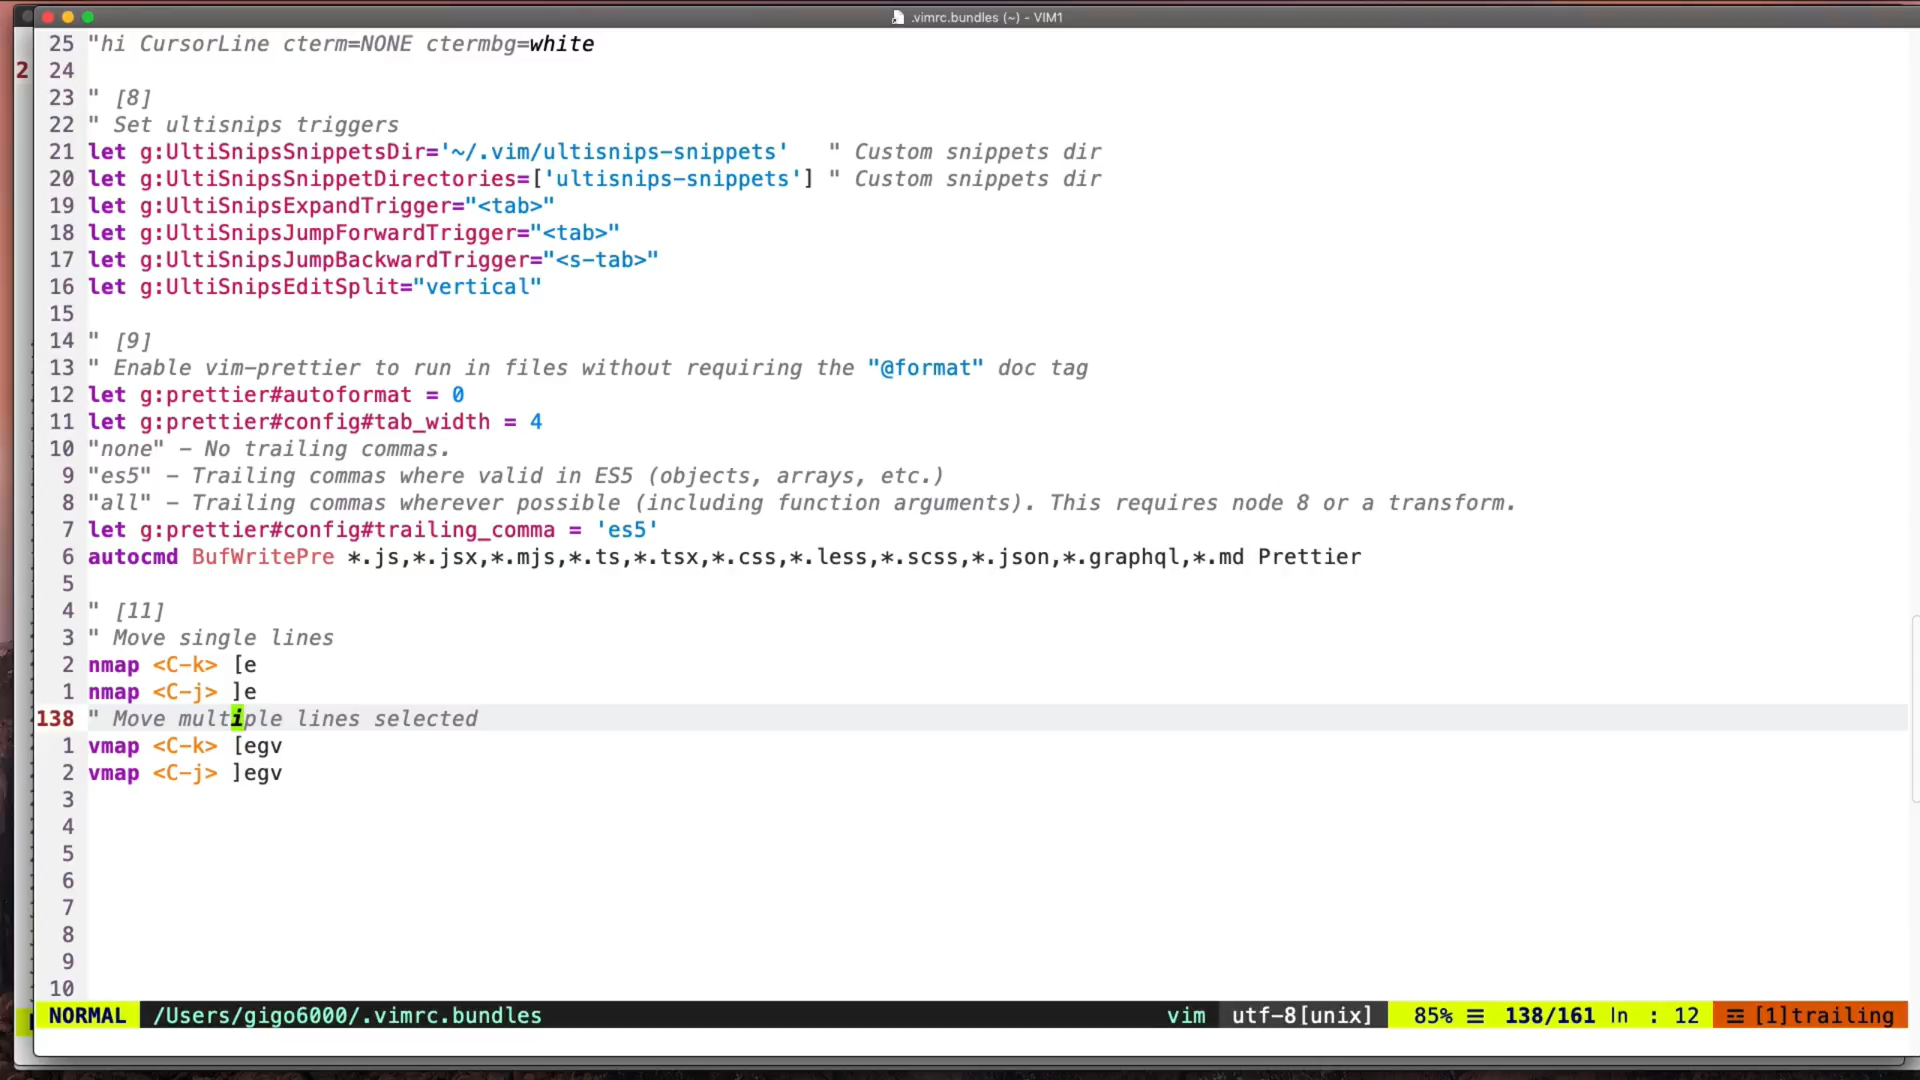 .vimrc.bundles (~) - VIM1
25 "hi CursorLine cterm=NONE ctermbg=white
2 24
23 " [8]
22 " Set ultisnips triggers
21 let g:UltiSnipsSnippetsDir='~/.vim/ultisnips-snippets'   " Custom snippets dir
20 let g:UltiSnipsSnippetDirectories=['ultisnips-snippets'] " Custom snippets dir
19 let g:UltiSnipsExpandTrigger="<tab>"
18 let g:UltiSnipsJumpForwardTrigger="<tab>"
17 let g:UltiSnipsJumpBackwardTrigger="<s-tab>"
16 let g:UltiSnipsEditSplit="vertical"
15
14 " [9]
13 " Enable vim-prettier to run in files without requiring the "@format" doc tag
12 let g:prettier#autoformat = 0
11 let g:prettier#config#tab_width = 4
10 "none" - No trailing commas.
9 "es5" - Trailing commas where valid in ES5 (objects, arrays, etc.)
8 "all" - Trailing commas wherever possible (including function arguments). This requires node 8 or a transform.
7 let g:prettier#config#trailing_comma = 'es5'
6 autocmd BufWritePre *.js,*.jsx,*.mjs,*.ts,*.tsx,*.css,*.less,*.scss,*.json,*.graphql,*.md Prettier
5
4 " [11]
3 " Move single lines
2 nmap <C-k> [e
1 nmap <C-j> ]e
138 " Move multiple lines selected
1 vmap <C-k> [egv
2 vmap <C-j> ]egv
3
4
5
6
7
8
9
10
NORMAL /Users/gigo6000/.vimrc.bundles vim utf-8[unix] 85% ☰ 138/161 ln : 12 ☲ [1]trailing